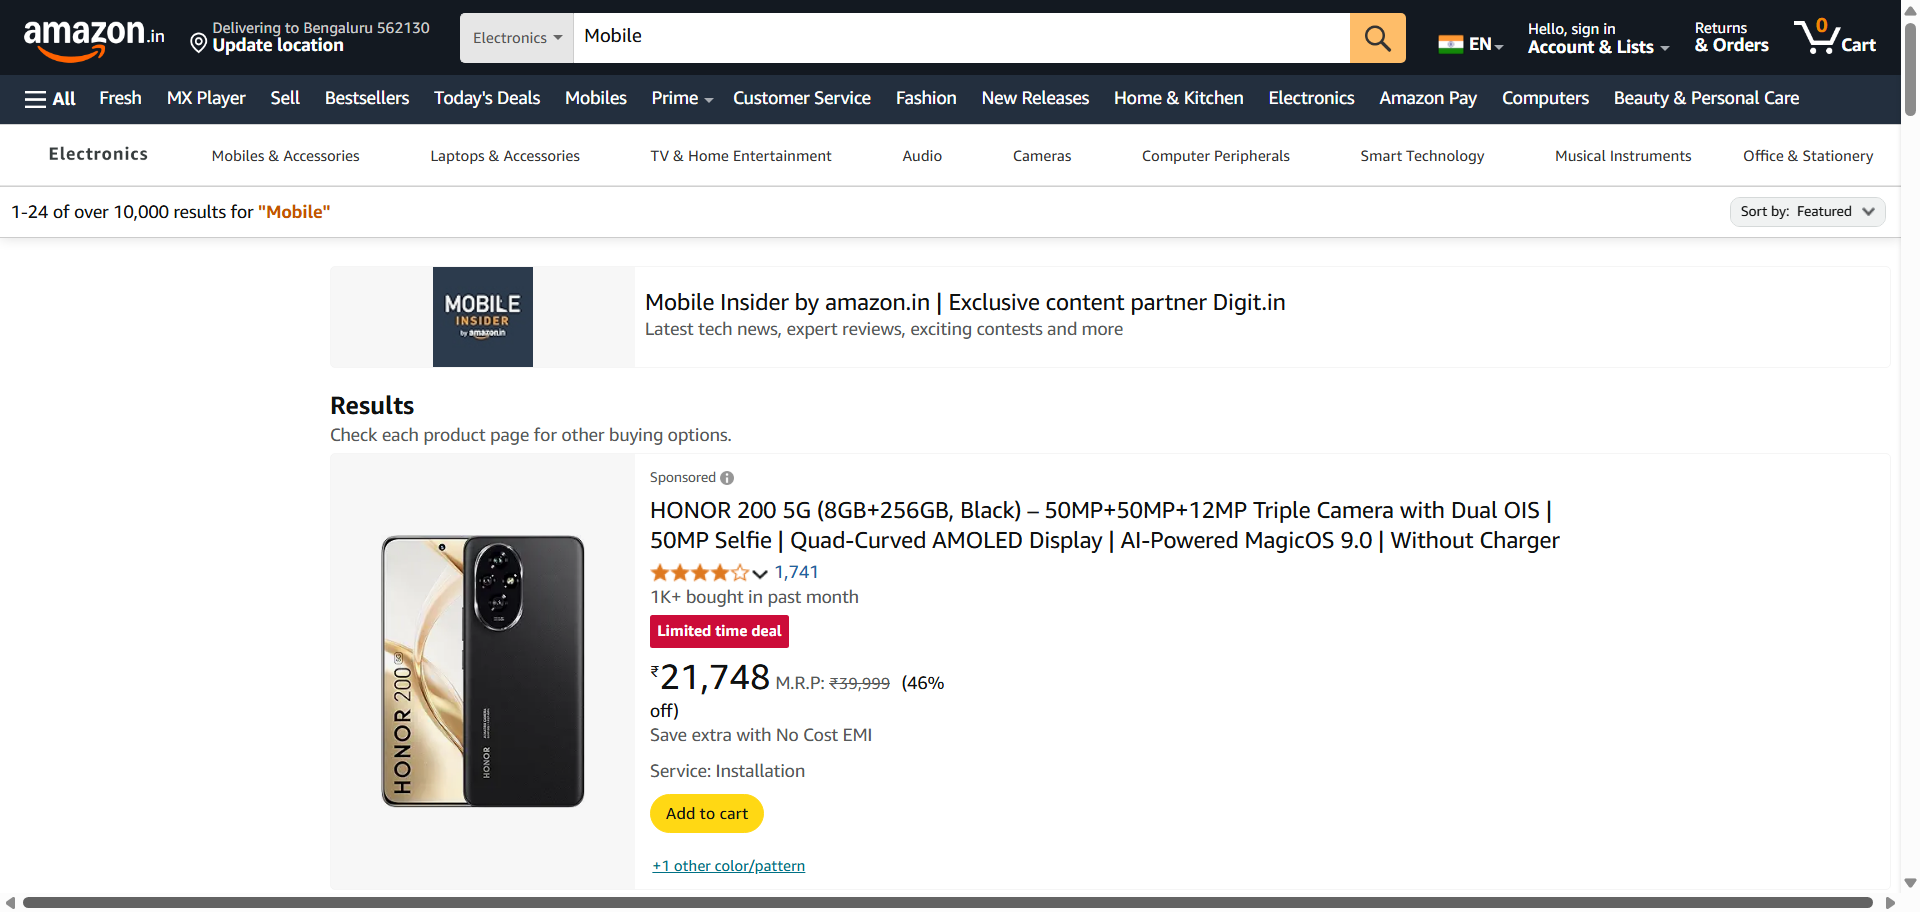 amazon.in
Delivering to Bengaluru 562130
Update location
Electronics
Mobile
EN
Hello, sign in
Account & Lists
Returns
& Orders
0
Cart
All
Fresh
MX Player
Sell
Bestsellers
Today's Deals
Mobiles
Prime
Customer Service
Fashion
New Releases
Home & Kitchen
Electronics
Amazon Pay
Computers
Beauty & Personal Care
Electronics
Mobiles & Accessories
Laptops & Accessories
TV & Home Entertainment
Audio
Cameras
Computer Peripherals
Smart Technology
Musical Instruments
Office & Stationery
1-24 of over 10,000 results for "Mobile"
Sort by: Featured
MOBILE
INSIDER
by amazon.in
Mobile Insider by amazon.in | Exclusive content partner Digit.in
Latest tech news, expert reviews, exciting contests and more
Results
Check each product page for other buying options.
HONOR 200 5G
HONOR
Sponsored
HONOR 200 5G (8GB+256GB, Black) – 50MP+50MP+12MP Triple Camera with Dual OIS |
50MP Selfie | Quad-Curved AMOLED Display | AI-Powered MagicOS 9.0 | Without Charger
1,741
1K+ bought in past month
Limited time deal
₹21,748 M.R.P: ₹39,999 (46%
off)
Save extra with No Cost EMI
Service: Installation
Add to cart
+1 other color/pattern